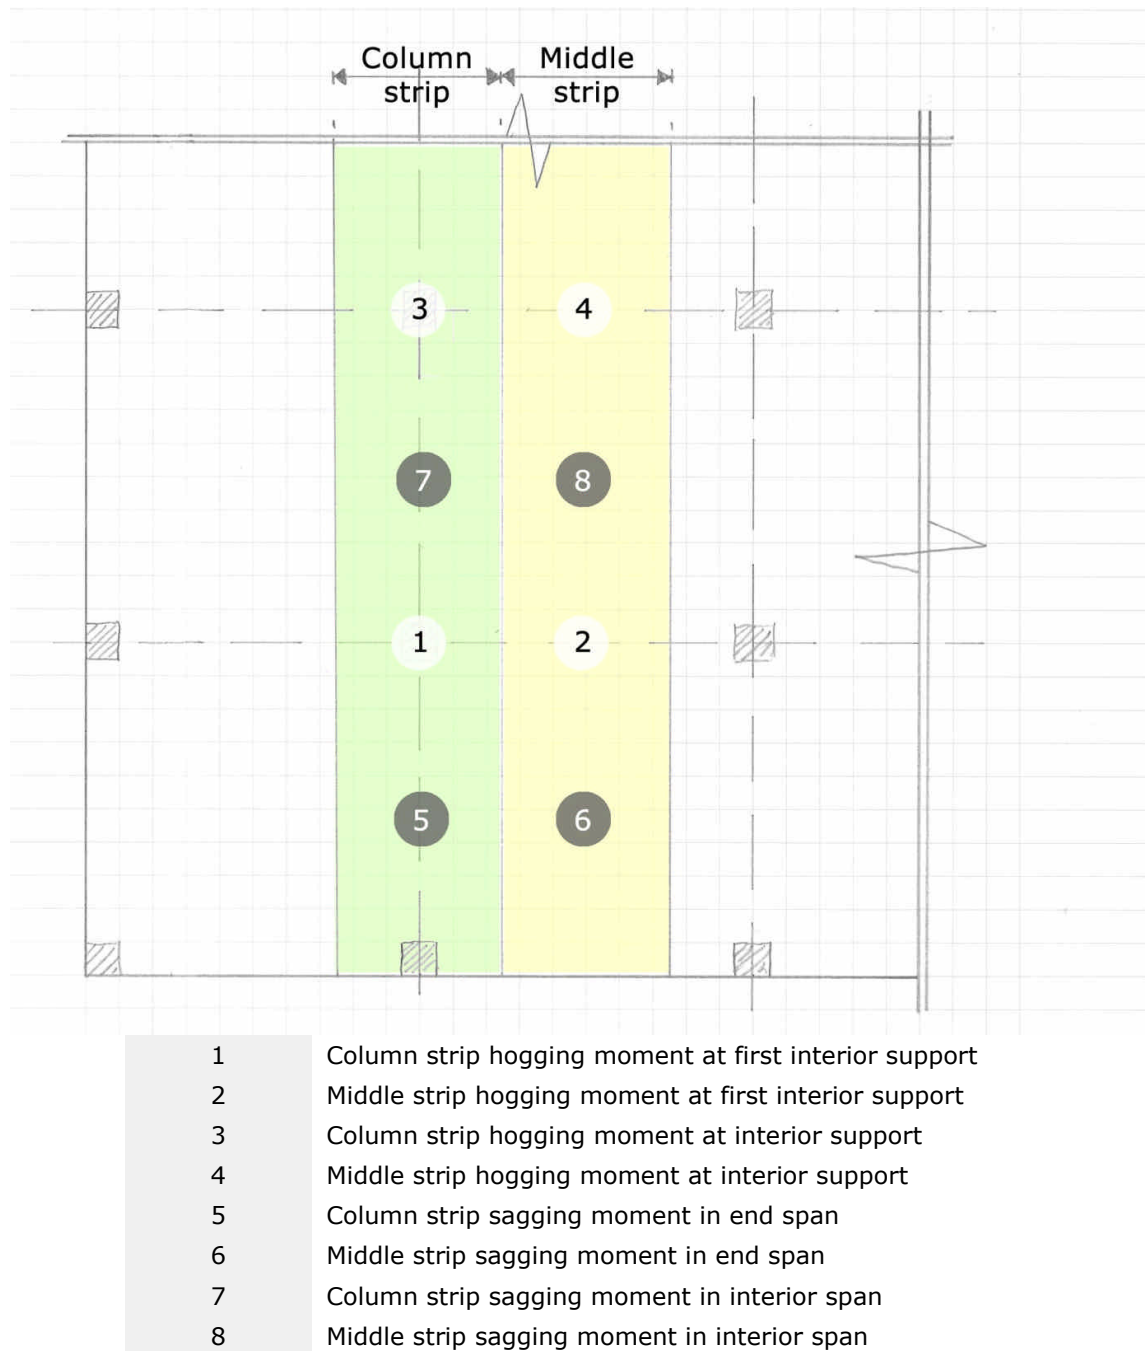 Column Middle
strip strip
3 4
7 8
1 2
5 6
1 Column strip hogging moment at first interior support
2 Middle strip hogging moment at first interior support
3 Column strip hogging moment at interior support
4 Middle strip hogging moment at interior support
5 Column strip sagging moment in end span
6 Middle strip sagging moment in end span
7 Column strip sagging moment in interior span
8 Middle strip sagging moment in interior span